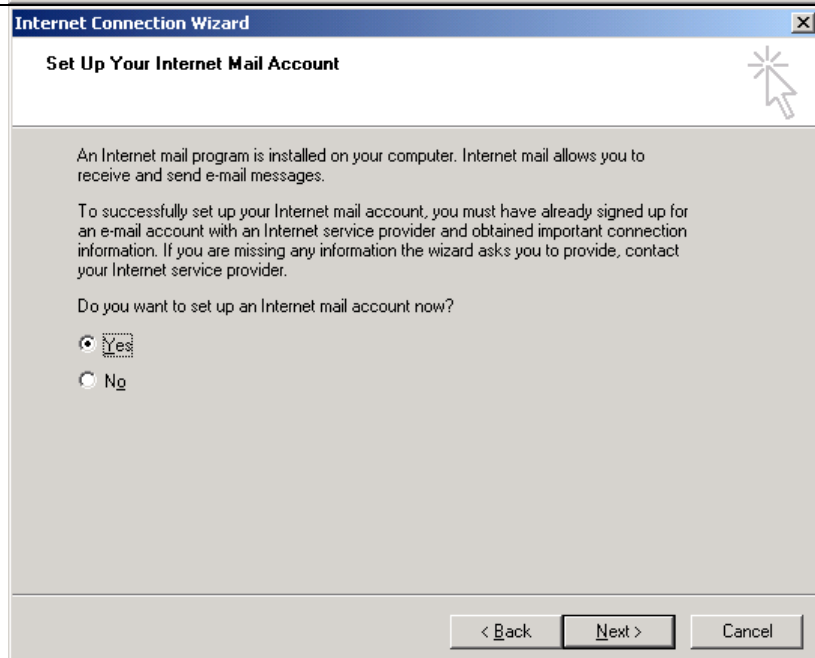 Internet Connection Wizard
Set Up Your Internet Mail Account
An Internet mail program is installed on your computer. Internet mail allows you to
receive and send e-mail messages.
To successfully set up your Internet mail account, you must have already signed up for
an e-mail account with an Internet service provider and obtained important connection
information. If you are missing any information the wizard asks you to provide, contact
your Internet service provider.
Do you want to set up an Internet mail account now?
Yes
No
< Back Next > Cancel